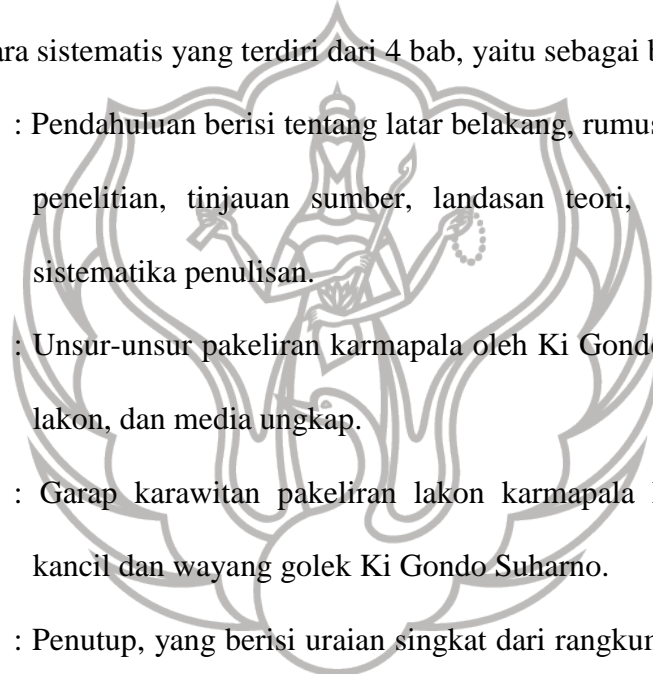 ara sistematis yang terdiri dari 4 bab, yaitu sebagai b
: Pendahuluan berisi tentang latar belakang, rumus
penelitian, tinjauan sumber, landasan teori,
sistematika penulisan.
: Unsur-unsur pakeliran karmapala oleh Ki Gondo
lakon, dan media ungkap.
: Garap karawitan pakeliran lakon karmapala
kancil dan wayang golek Ki Gondo Suharno.
: Penutup, yang berisi uraian singkat dari rangkum